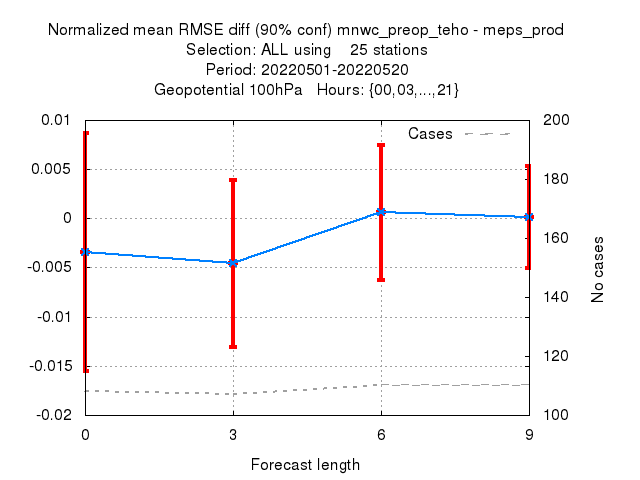 Normalized mean RMSE diff (90% conf) mnwc_preop_teho - meps_prod
Selection: ALL using    25 stations
Period: 20220501-20220520
Geopotential 100hPa   Hours: {00,03,...,21}
Cases
0.01
0.005
0
-0.005
-0.01
-0.015
-0.02
200
180
160
140
120
100
No cases
0 3 6 9
Forecast length